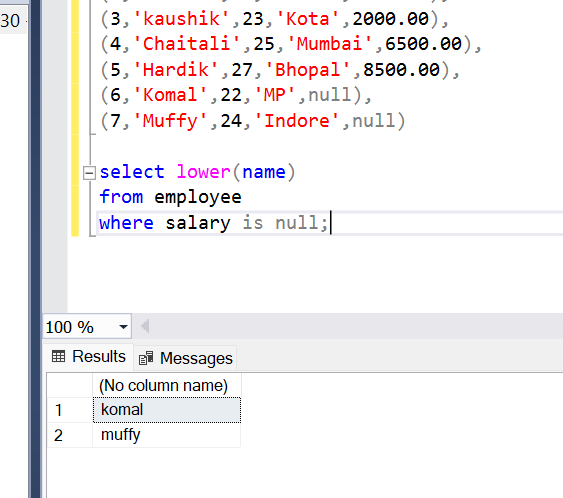 30
(3,'kaushik',23,'Kota',2000.00),
(4,'Chaitali',25,'Mumbai',6500.00),
(5,'Hardik',27,'Bhopal',8500.00),
(6,'Komal',22,'MP',null),
(7,'Muffy',24,'Indore',null)
select lower(name)
from employee
where salary is null;
100 %
Results Messages
(No column name)
1 komal
2 muffy